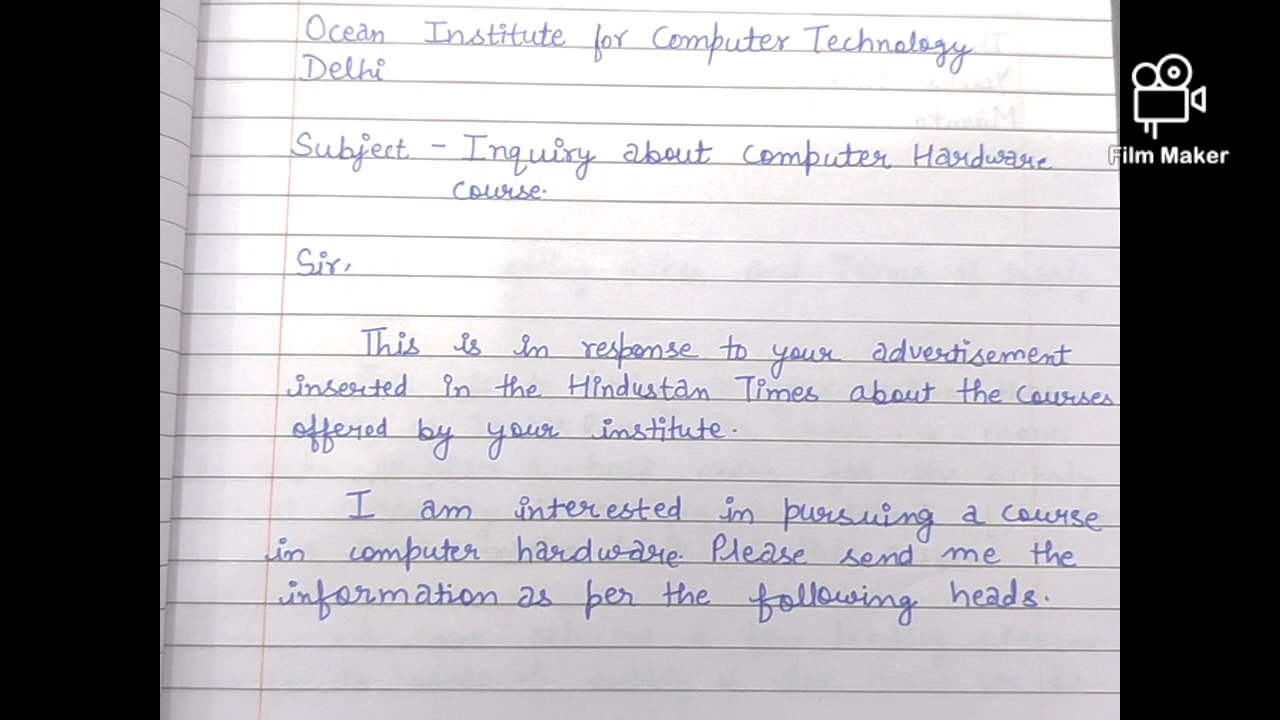 Ocean Institute for Computer Technology
Delhi
Subject - Inquiry about Computer Hardware
course.
Sir,
This is in response to your advertisement
inserted in the Hindustan Times about the courses
offered by your institute.
I am interested in pursuing a course
in computer hardware. Please send me the
information as per the following heads.
Film Maker